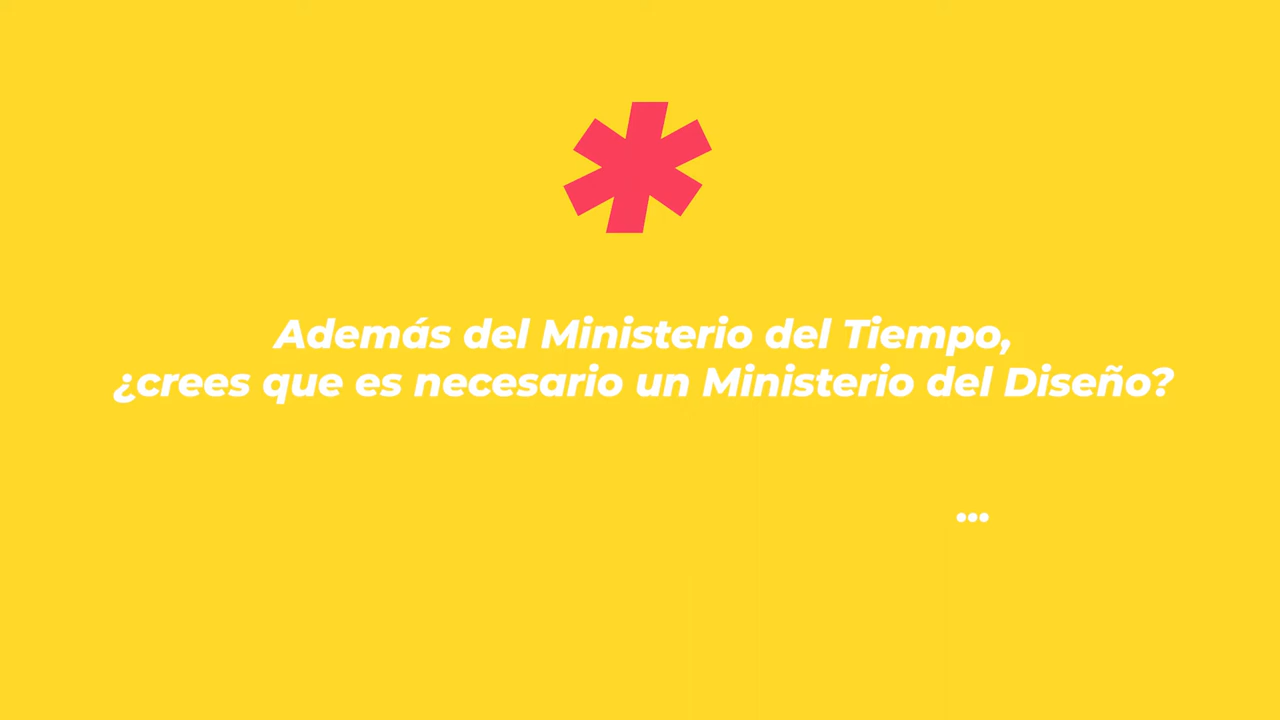 Además del Ministerio del Tiempo,
¿crees que es necesario un Ministerio del Diseño?
...